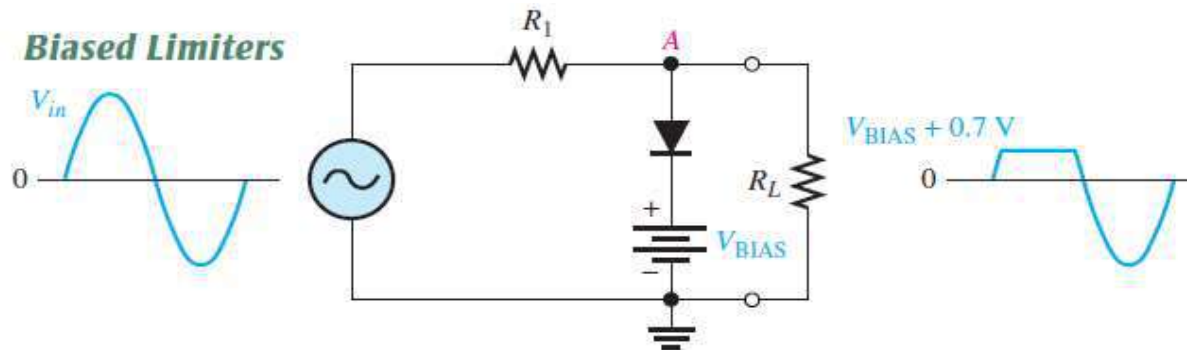 Biased Limiters
R1
A
Vin
0
+
VBIAS
−
RL
VBIAS + 0.7 V
0